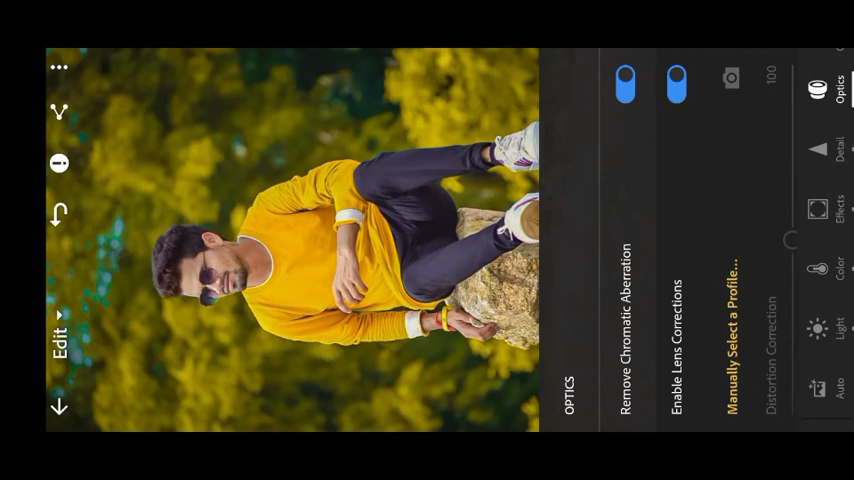 Edit
OPTICS
Remove Chromatic Aberration
Enable Lens Corrections
Manually Select a Profile...
Distortion Correction 100
Auto
Light
Color
Effects
Detail
Optics